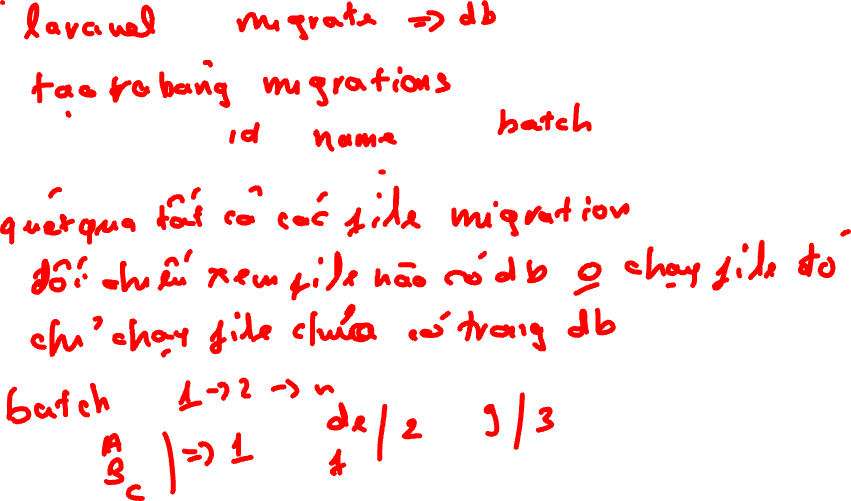 laravel migrate => db
tạo ra bảng migrations
id name batch
quét qua tất cả các file migration
đối chiếu xem file nào có db o chạy file đó
chỉ chạy file chưa có trong db
batch 1 -> 2 -> n
A de | 2 g | 3
B | => 1 f
C